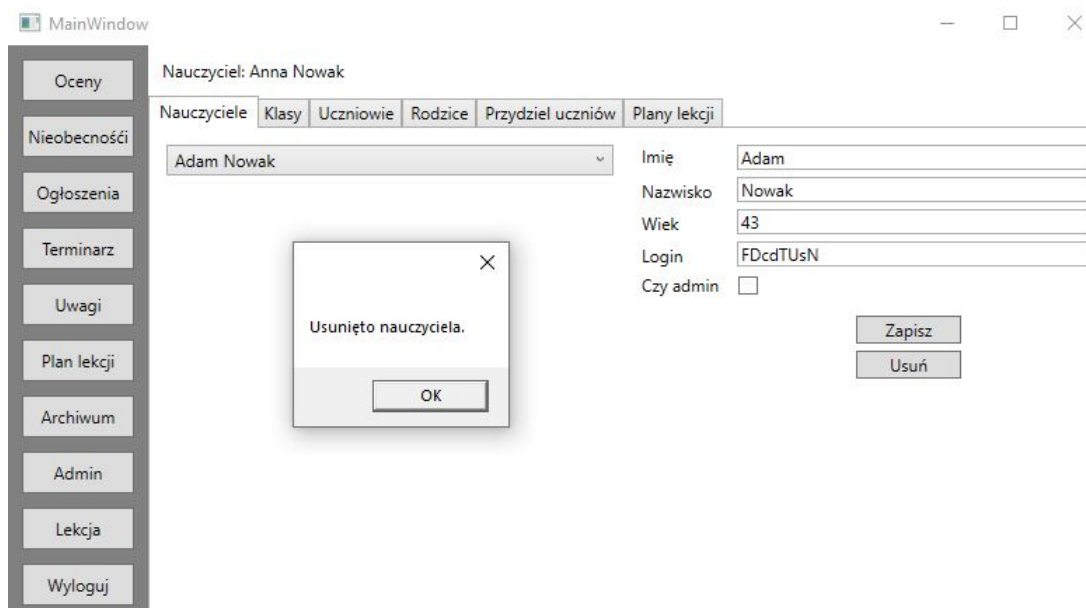 MainWindow
Oceny
Nieobecnośći
Ogłoszenia
Terminarz
Uwagi
Plan lekcji
Archiwum
Admin
Lekcja
Wyloguj
Nauczyciel: Anna Nowak
Nauczyciele Klasy Uczniowie Rodzice Przydziel uczniów Plany lekcji
Adam Nowak
Imię Adam
Nazwisko Nowak
Wiek 43
Login FDcdTUsN
Czy admin
Zapisz
Usuń
Usunięto nauczyciela.
OK